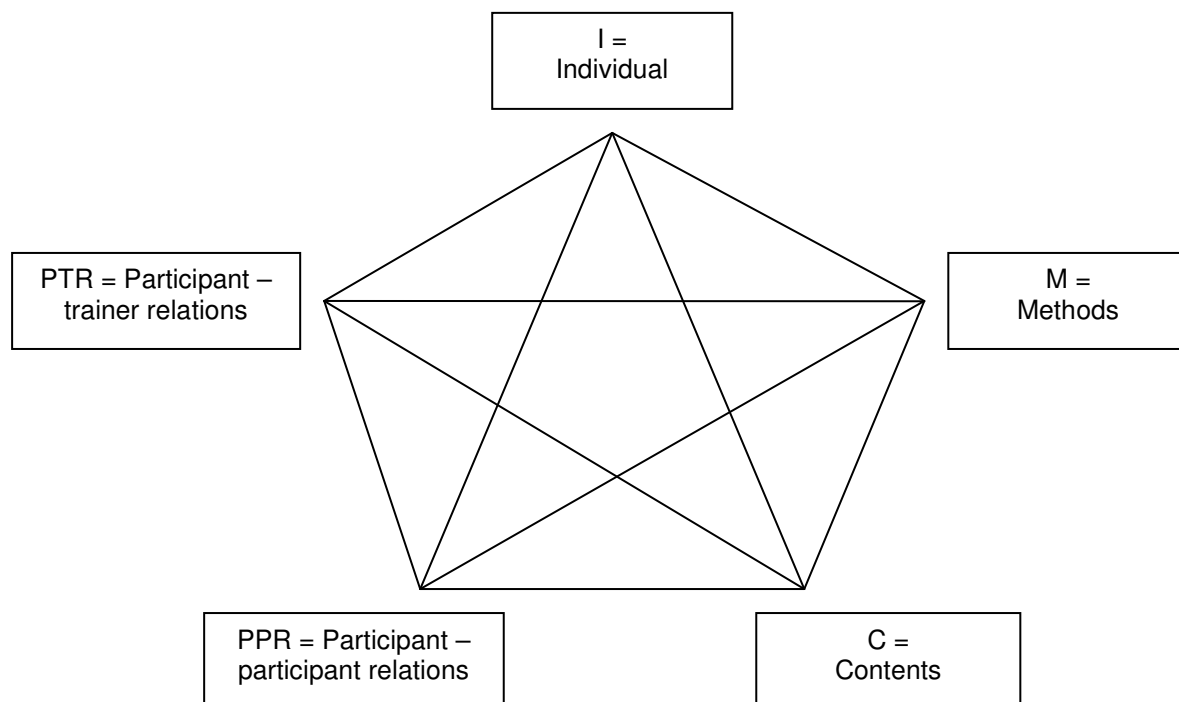 I =
Individual
PTR = Participant –
trainer relations
M =
Methods
PPR = Participant –
participant relations
C =
Contents